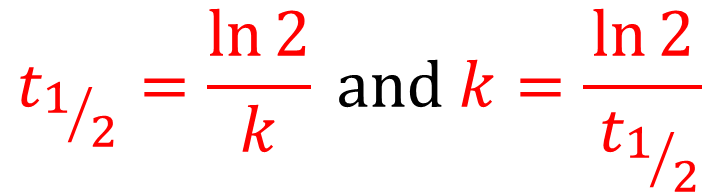 t1/2 = ln 2 / k and k = ln 2 / t1/2